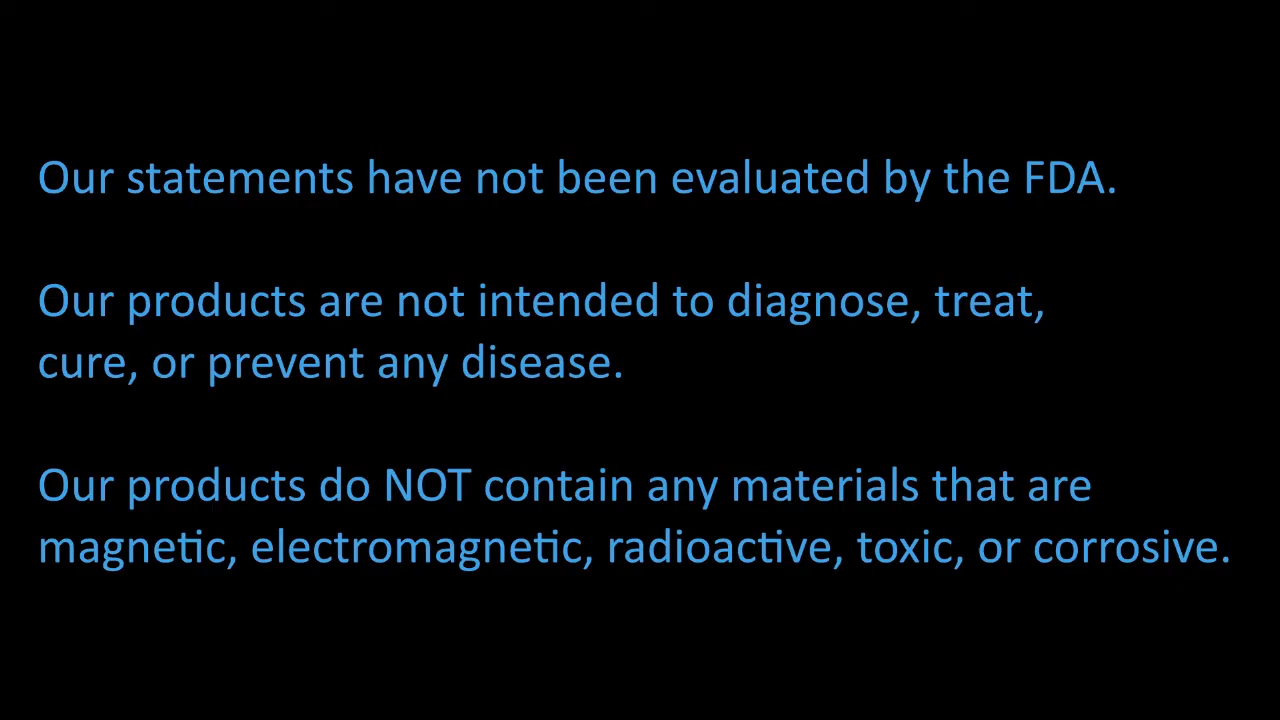 Our statements have not been evaluated by the FDA.
Our products are not intended to diagnose, treat,
cure, or prevent any disease.
Our products do NOT contain any materials that are
magnetic, electromagnetic, radioactive, toxic, or corrosive.